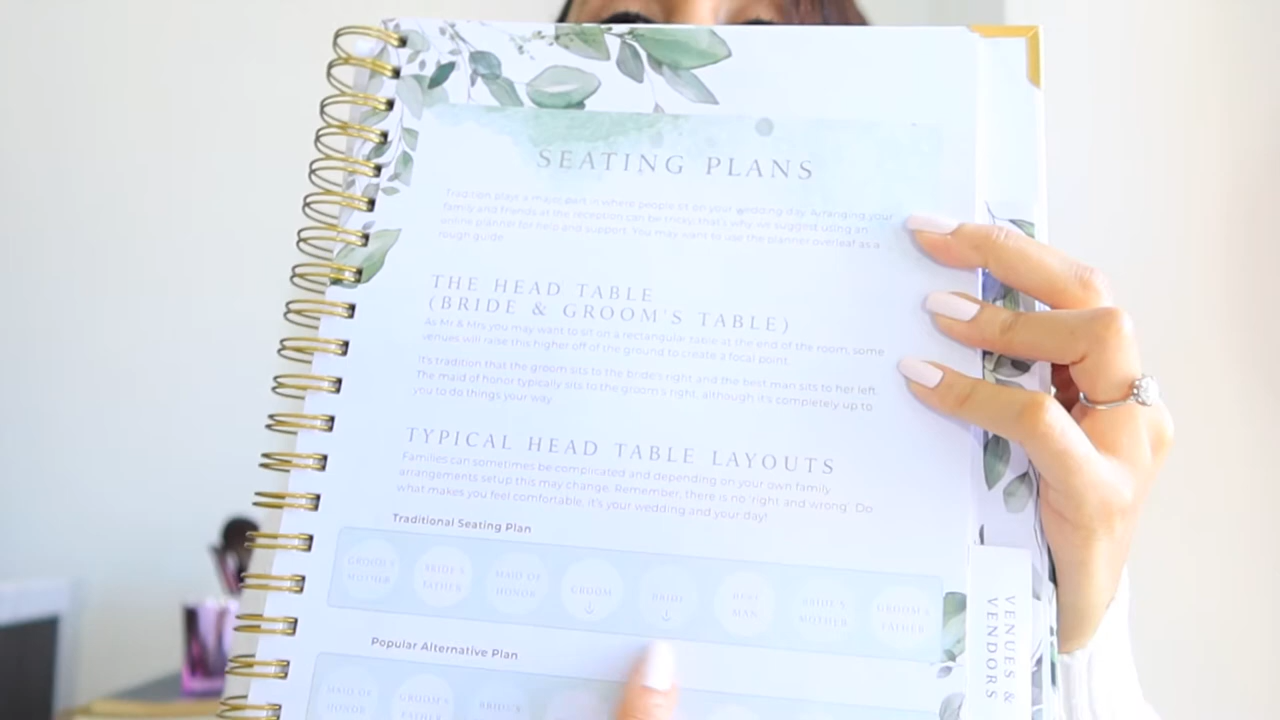 SEATING PLANS
Tradition plays a major part in where people sit on your wedding day. Arranging your
family and friends at the reception can be tricky, that's why we suggest using an
online planner for help and support. You may want to use the planner overleaf as a
rough guide.
THE HEAD TABLE
(BRIDE & GROOM'S TABLE)
As Mr & Mrs you may want to sit on a rectangular table at the end of the room, some
venues will raise this higher off of the ground to create a focal point.
It's tradition that the groom sits to the bride's right and the best man sits to her left.
The maid of honor typically sits to the groom's right, although it's completely up to
you to do things your way.
TYPICAL HEAD TABLE LAYOUTS
Families can sometimes be complicated and depending on your own family
arrangements setup this may change. Remember, there is no 'right and wrong'. Do
what makes you feel comfortable, it's your wedding and your day!
Traditional Seating Plan
GROOM'S MOTHER
BRIDE'S FATHER
MAID OF HONOR
GROOM
BRIDE
BEST MAN
BRIDE'S MOTHER
GROOM'S FATHER
Popular Alternative Plan
MAID OF HONOR
GROOM'S FATHER
BRIDE'S
VENUES &
VENDORS